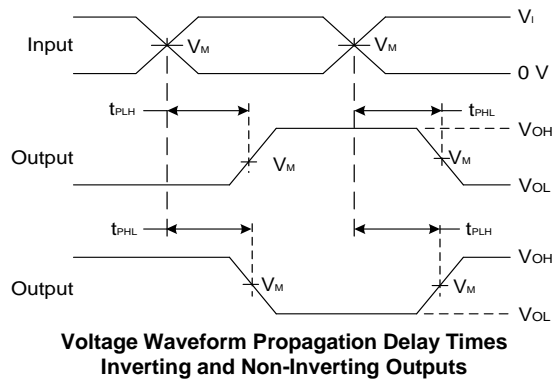 VI
Input
VM
VM
0 V
tPLH
tPHL
VOH
Output
VM
VM
VOL
tPHL
tPLH
VOH
Output
VM
VM
VOL
Voltage Waveform Propagation Delay Times
Inverting and Non-Inverting Outputs